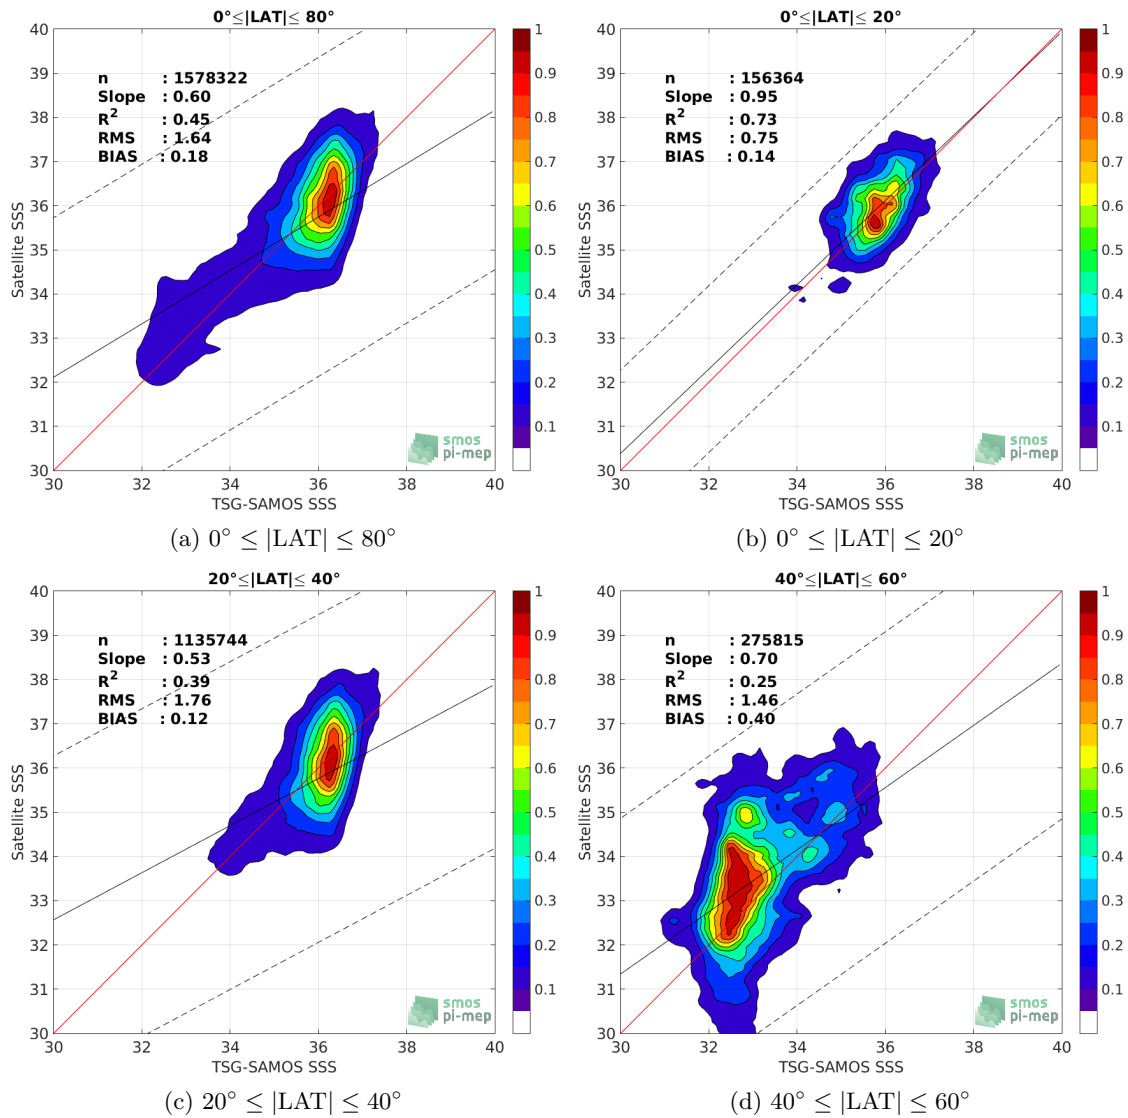 0°≤|LAT|≤ 80°
40
39
38
37
36
35
34
33
32
31
30
Satellite SSS
n : 1578322
Slope : 0.60
R2 : 0.45
RMS : 1.64
BIAS : 0.18
1
0.9
0.8
0.7
0.6
0.5
0.4
0.3
0.2
0.1
smos
pi-mep
30 32 34 36 38 40
TSG-SAMOS SSS
(a) 0° ≤ |LAT| ≤ 80°
0°≤|LAT|≤ 20°
40
39
38
37
36
35
34
33
32
31
30
Satellite SSS
n : 156364
Slope : 0.95
R2 : 0.73
RMS : 0.75
BIAS : 0.14
1
0.9
0.8
0.7
0.6
0.5
0.4
0.3
0.2
0.1
smos
pi-mep
30 32 34 36 38 40
TSG-SAMOS SSS
(b) 0° ≤ |LAT| ≤ 20°
20°≤|LAT|≤ 40°
40
39
38
37
36
35
34
33
32
31
30
Satellite SSS
n : 1135744
Slope : 0.53
R2 : 0.39
RMS : 1.76
BIAS : 0.12
1
0.9
0.8
0.7
0.6
0.5
0.4
0.3
0.2
0.1
smos
pi-mep
30 32 34 36 38 40
TSG-SAMOS SSS
(c) 20° ≤ |LAT| ≤ 40°
40°≤|LAT|≤ 60°
40
39
38
37
36
35
34
33
32
31
30
Satellite SSS
n : 275815
Slope : 0.70
R2 : 0.25
RMS : 1.46
BIAS : 0.40
1
0.9
0.8
0.7
0.6
0.5
0.4
0.3
0.2
0.1
smos
pi-mep
30 32 34 36 38 40
TSG-SAMOS SSS
(d) 40° ≤ |LAT| ≤ 60°